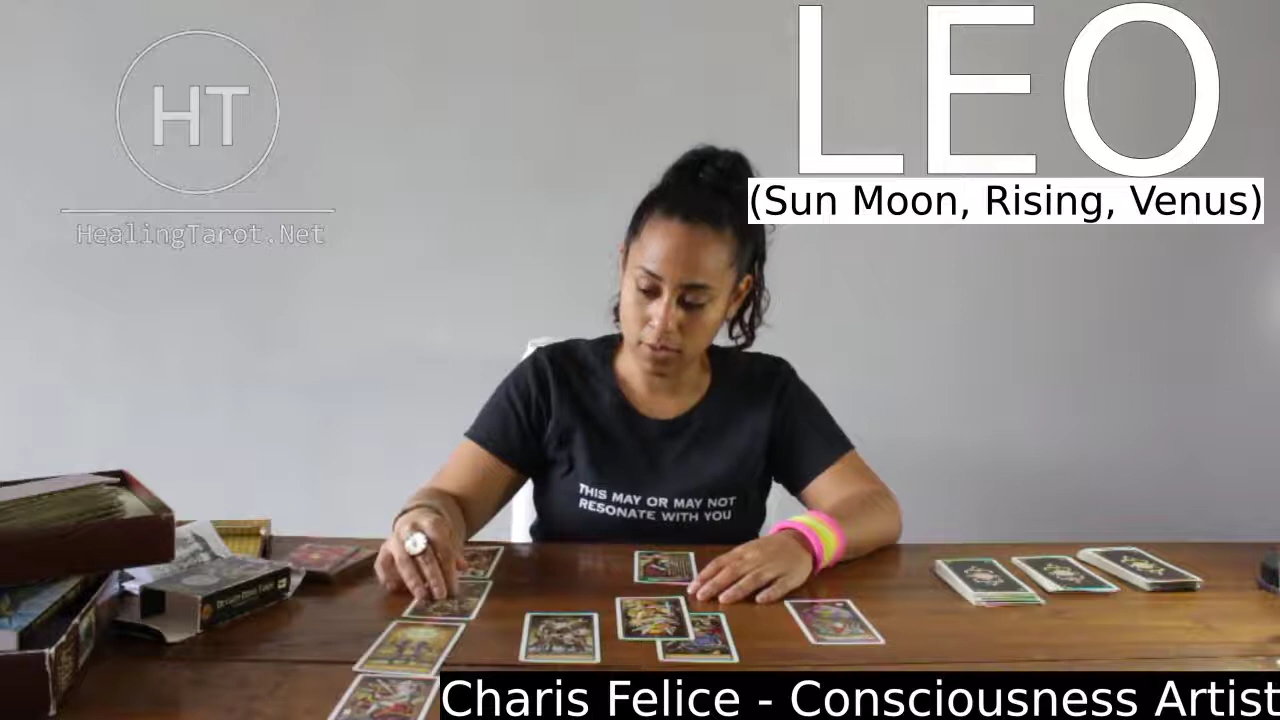 HT
HealingTarot.Net
LEO
(Sun Moon, Rising, Venus)
THIS MAY OR MAY NOT
RESONATE WITH YOU
Charis Felice - Consciousness Artist